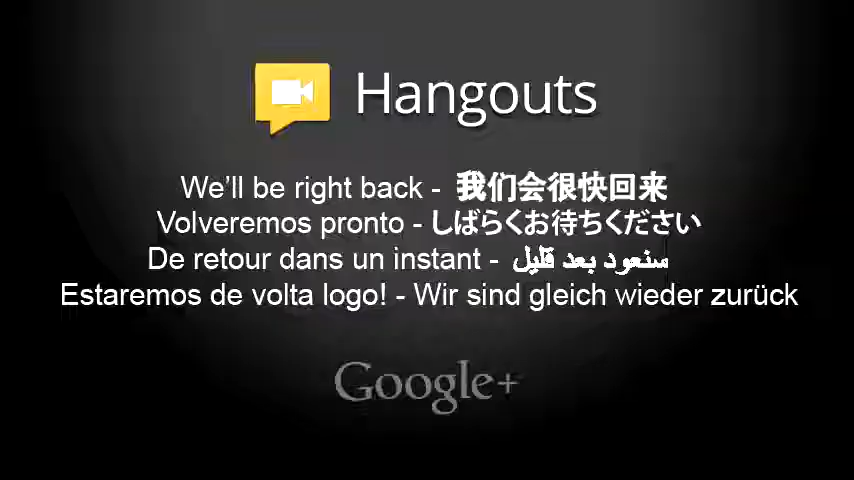 Hangouts
We’ll be right back - 我们会很快回来
Volveremos pronto - しばらくお待ちください
De retour dans un instant - سنعود بعد قليل
Estaremos de volta logo! - Wir sind gleich wieder zurück
Google+